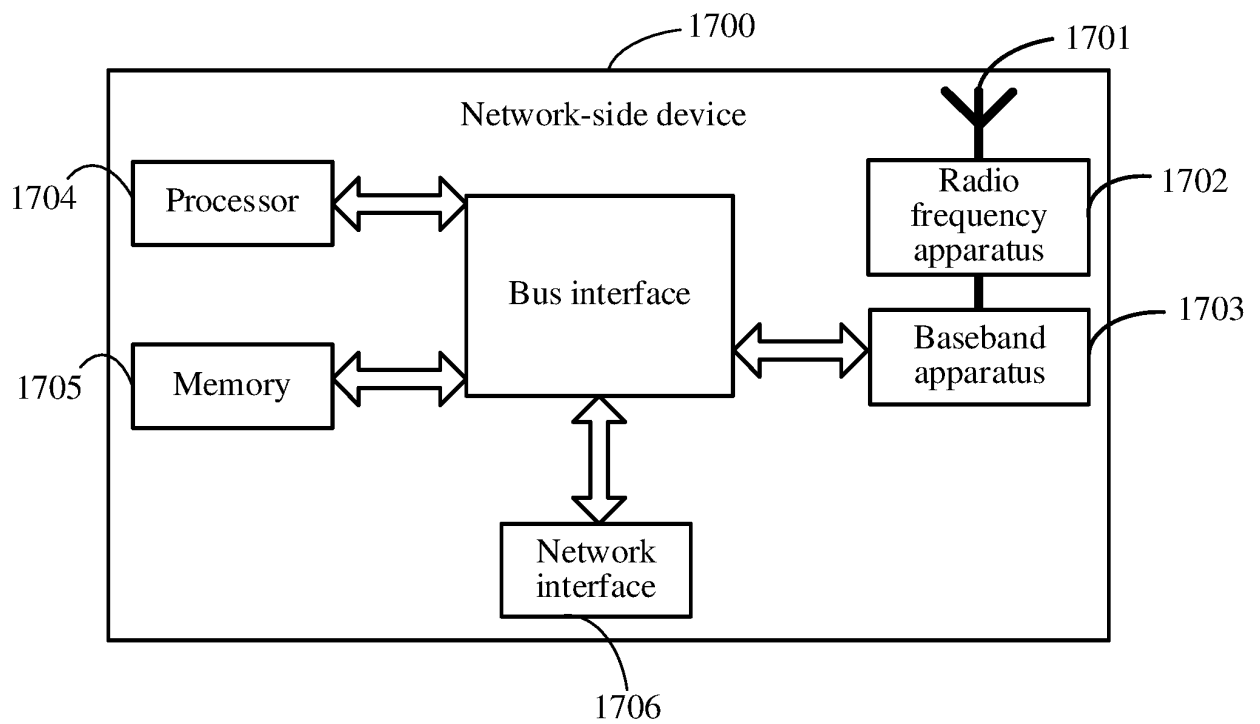 1700
1701
Network-side device
1704
Processor
Radio
frequency
apparatus
1702
Bus interface
1703
Baseband
apparatus
1705
Memory
Network
interface
1706